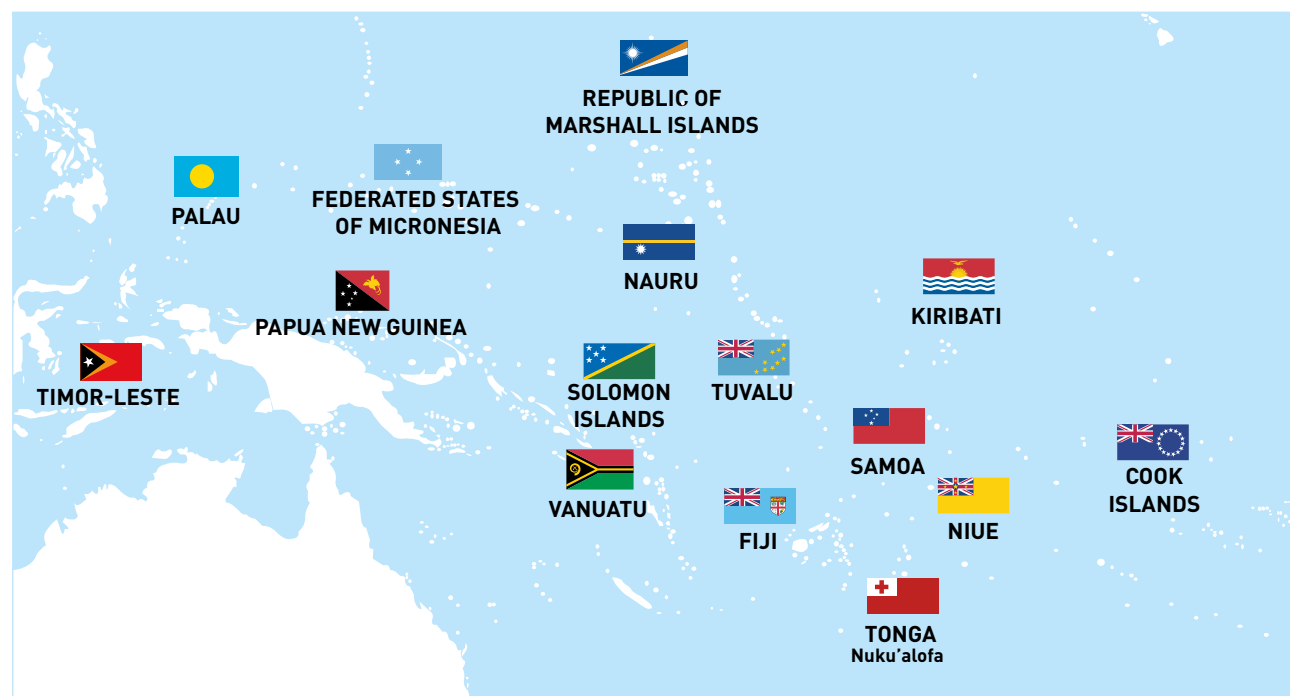 REPUBLIC OF
MARSHALL ISLANDS
PALAU
FEDERATED STATES
OF MICRONESIA
NAURU
KIRIBATI
PAPUA NEW GUINEA
TIMOR-LESTE
SOLOMON
ISLANDS
TUVALU
SAMOA
COOK
ISLANDS
VANUATU
FIJI
NIUE
TONGA
Nuku'alofa